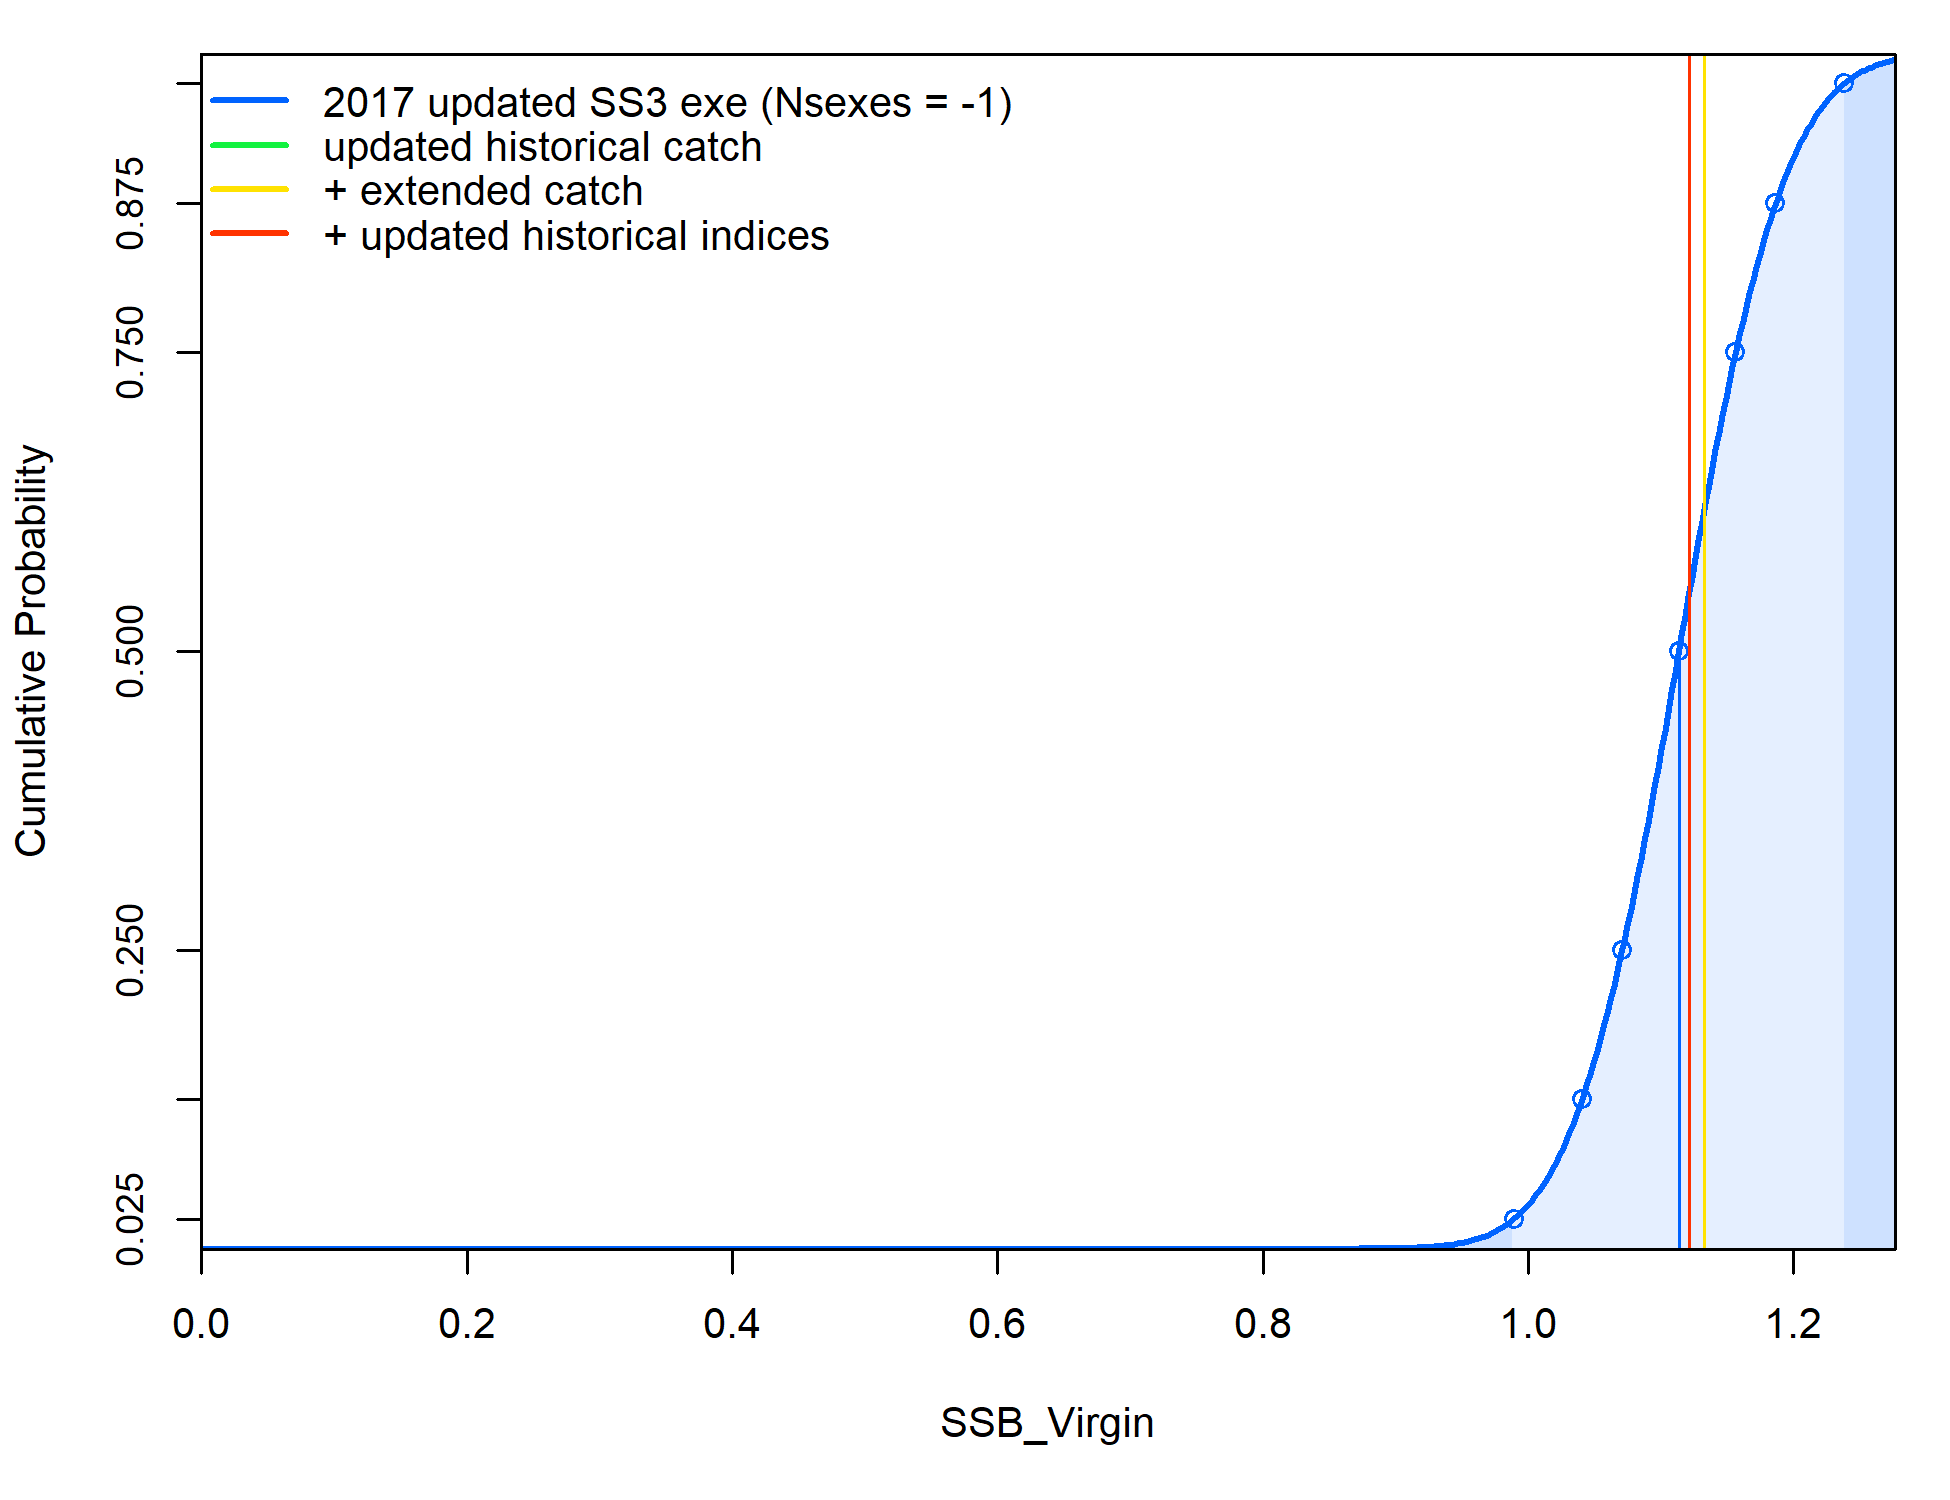 2017 updated SS3 exe (Nsexes = -1)
updated historical catch
+ extended catch
+ updated historical indices
Cumulative Probability
0.875
0.750
0.500
0.250
0.025
0.0 0.2 0.4 0.6 0.8 1.0 1.2
SSB_Virgin